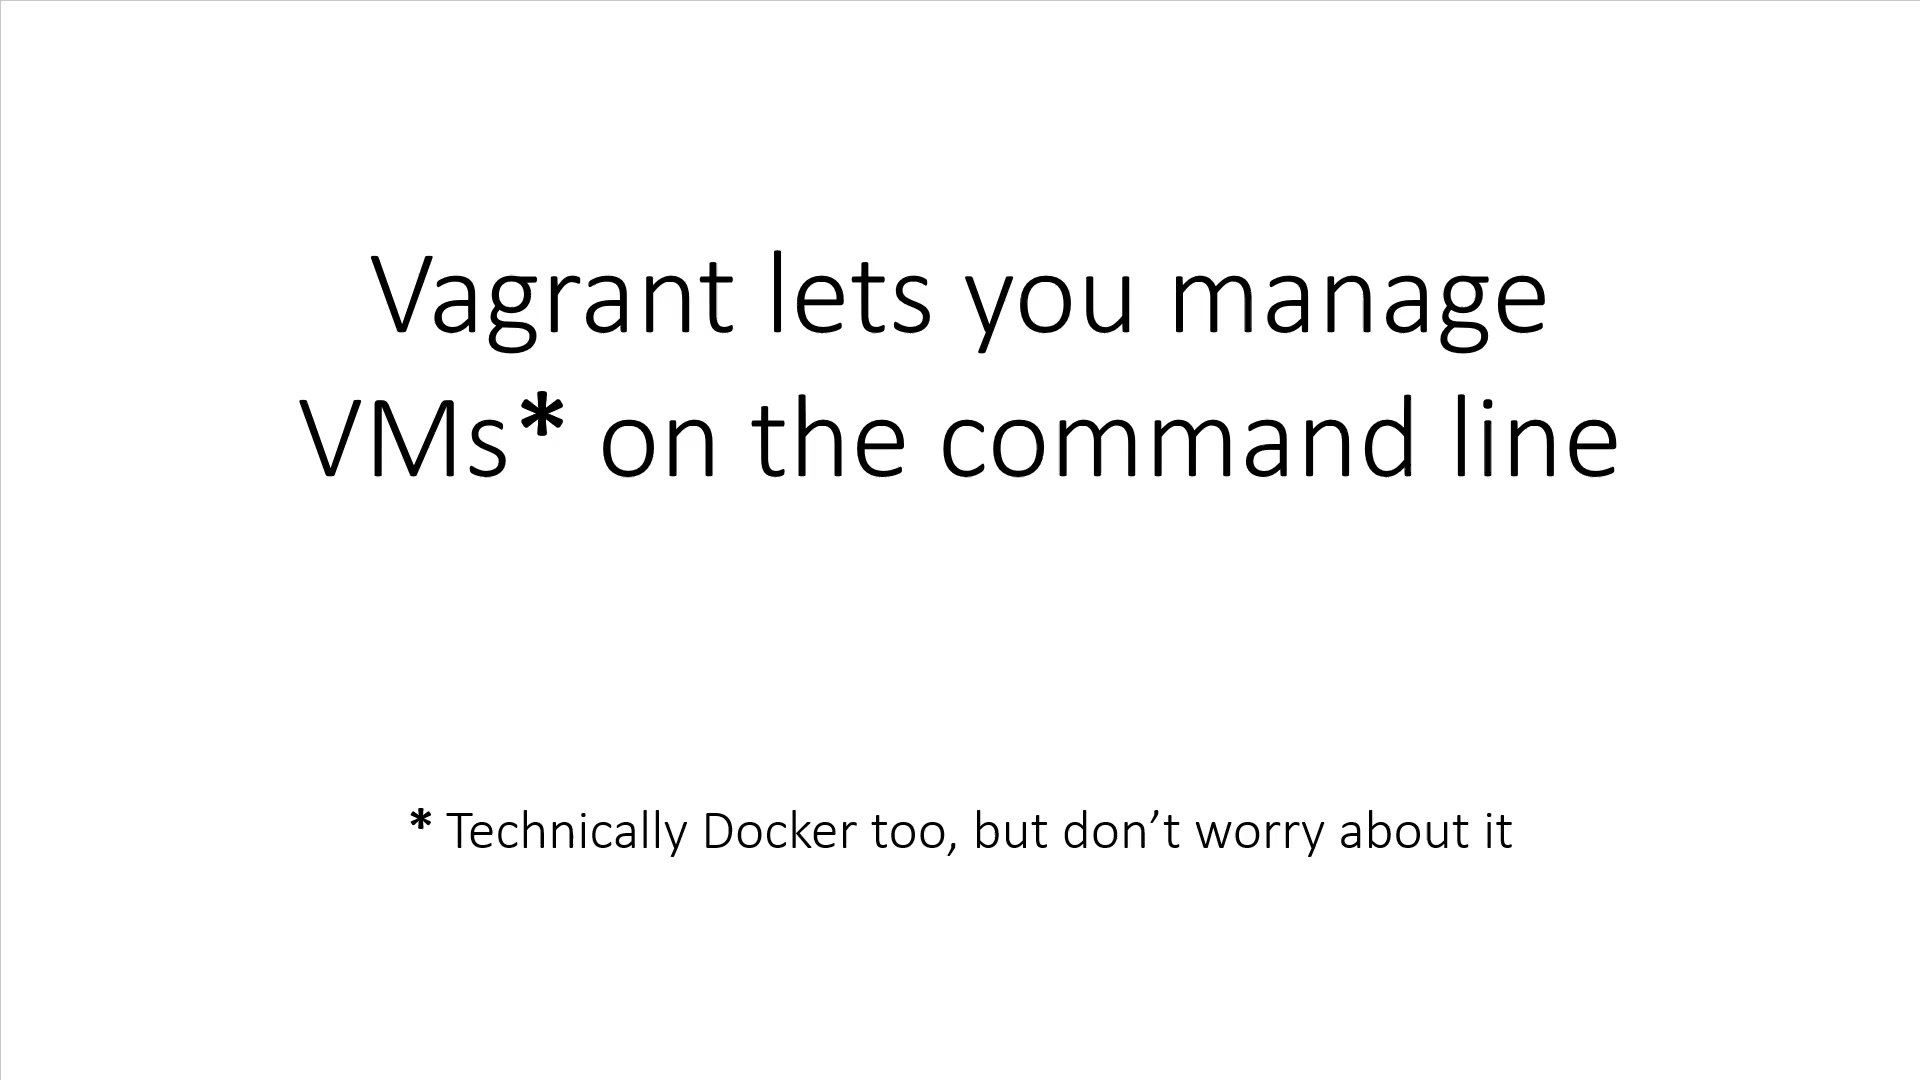 Vagrant lets you manage
VMs* on the command line
* Technically Docker too, but don’t worry about it